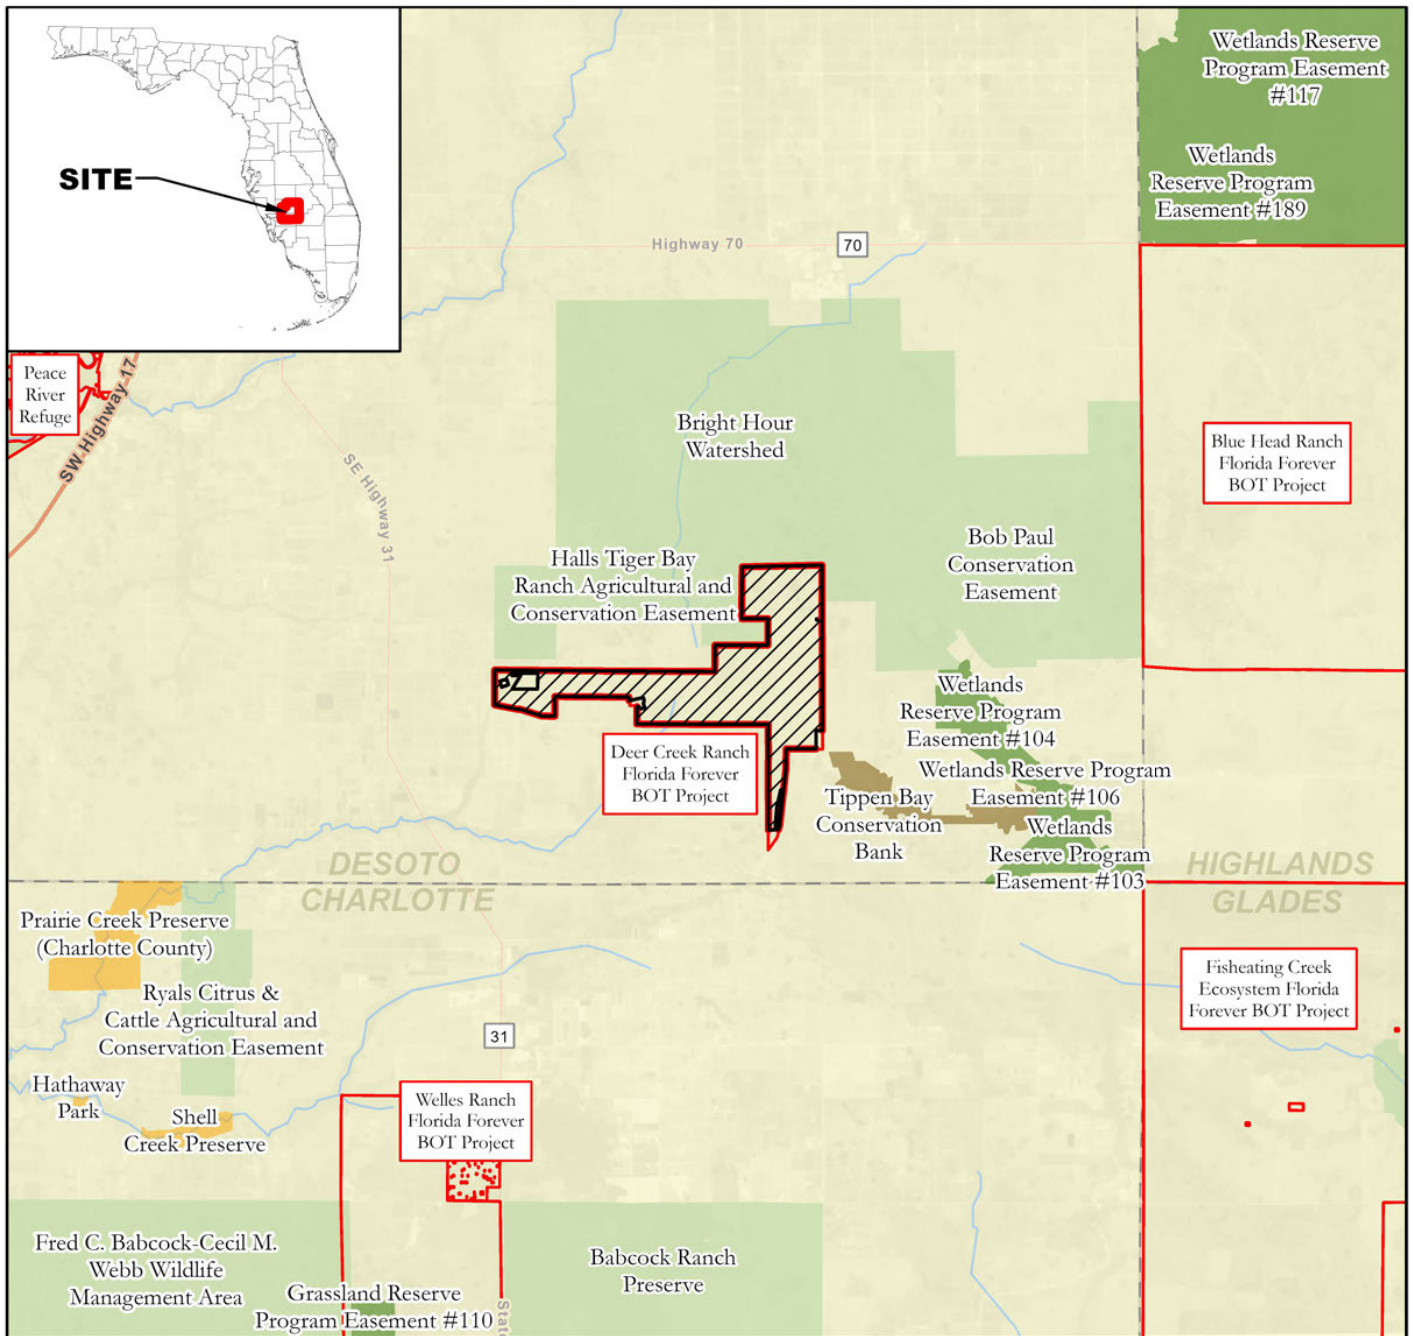 SITE
Wetlands Reserve
Program Easement
#117
Wetlands
Reserve Program
Easement #189
Highway 70
70
Peace
River
Refuge
SW Highway 17
SE Highway 31
Bright Hour
Watershed
Blue Head Ranch
Florida Forever
BOT Project
Bob Paul
Conservation
Easement
Halls Tiger Bay
Ranch Agricultural and
Conservation Easement
Wetlands
Reserve Program
Easement #104
Deer Creek Ranch
Florida Forever
BOT Project
Wetlands Reserve Program
Easement #106
Tippen Bay
Conservation
Bank
Wetlands
Reserve Program
Easement #103
DESOTO
CHARLOTTE
HIGHLANDS
GLADES
Prairie Creek Preserve
(Charlotte County)
Ryals Citrus &
Cattle Agricultural and
Conservation Easement
Fisheating Creek
Ecosystem Florida
Forever BOT Project
31
Hathaway
Park
Shell
Creek Preserve
Welles Ranch
Florida Forever
BOT Project
Fred C. Babcock-Cecil M.
Webb Wildlife
Management Area
Grassland Reserve
Program Easement #110
Babcock Ranch
Preserve
State